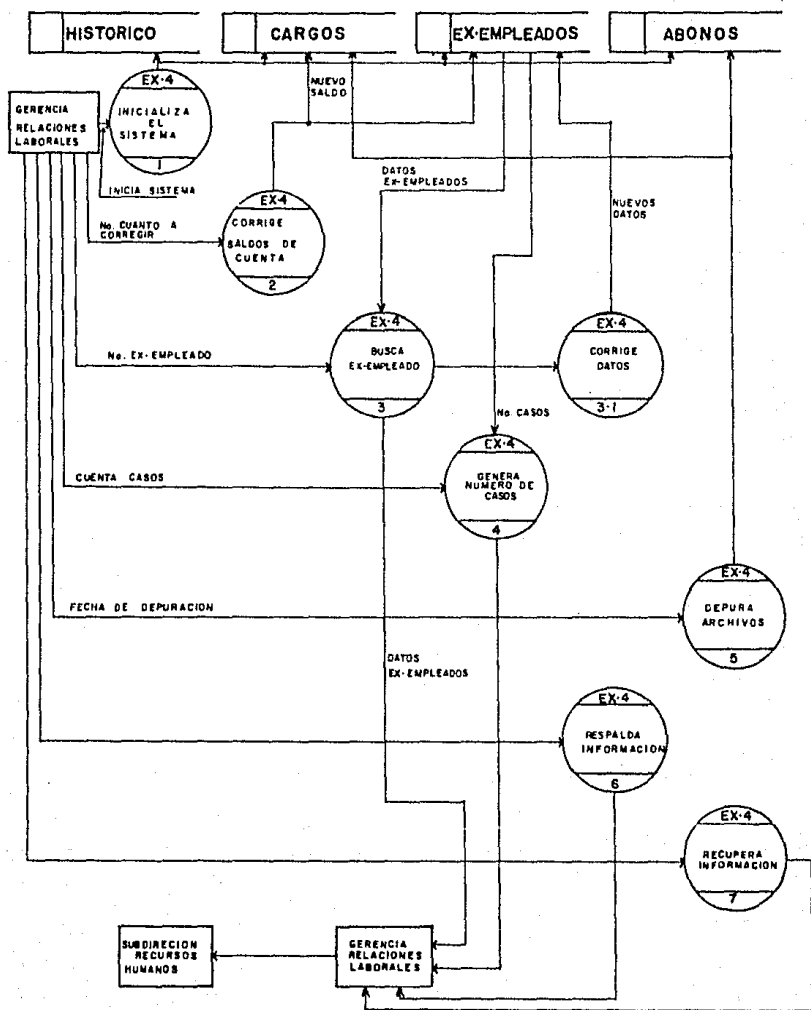 HISTORICO
CARGOS
EX-EMPLEADOS
ABONOS
EX-4
INICIALIZA
EL
SISTEMA
1
NUEVO
SALDO
GERENCIA
RELACIONES
LABORALES
INICIA SISTEMA
DATOS
EX-EMPLEADOS
NUEVOS
DATOS
EX-4
CORRIGE
SALDOS DE
CUENTA
2
No. CUANTO A
CORREGIR
EX-4
BUSCA
EX-EMPLEADO
3
EX-4
CORRIGE
DATOS
3-1
No. EX-EMPLEADO
No. CASOS
EX-4
GENERA
NUMERO DE
CASOS
4
CUENTA CASOS
EX-4
DEPURA
ARCHIVOS
5
FECHA DE DEPURACION
DATOS
EX-EMPLEADOS
EX-4
RESPALDA
INFORMACION
6
EX-4
RECUPERA
INFORMACION
7
SUBDIRECION
RECURSOS
HUMANOS
GERENCIA
RELACIONES
LABORALES